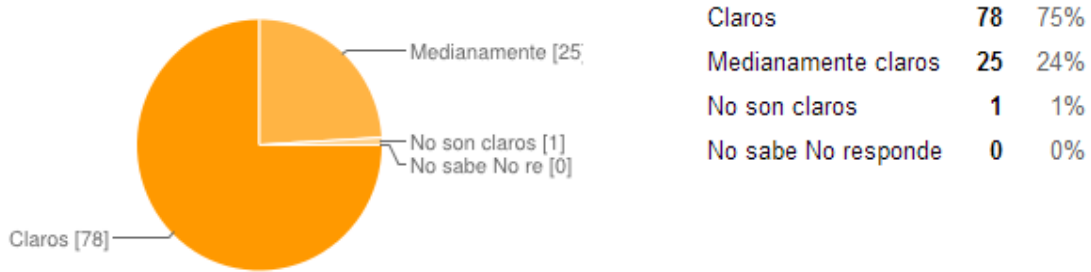 Medianamente [25
No son claros [1]
No sabe No re [0]
Claros [78]
Claros 78 75%
Medianamente claros 25 24%
No son claros 1 1%
No sabe No responde 0 0%